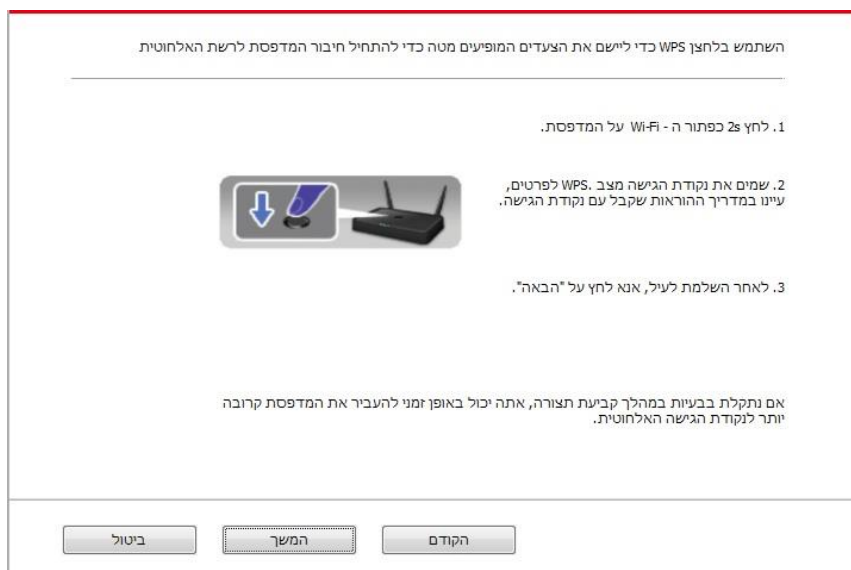 השתמש בלחצן WPS כדי ליישם את הצעדים המופיעים מטה כדי להתחיל חיבור המדפסת לרשת האלחוטית
1. לחץ 2s כפתור ה - Wi-Fi על המדפסת.
2. שמים את נקודת הגישה מצב .WPS לפרטים,
עיינו במדריך ההוראות שקבל עם נקודת הגישה.
3. לאחר השלמת לעיל, אנא לחץ על "הבאה".
אם נתקלת בבעיות במהלך קביעת תצורה, אתה יכול באופן זמני להעביר את המדפסת קרובה
יותר לנקודת הגישה האלחוטית.
הקודם
המשך
ביטול